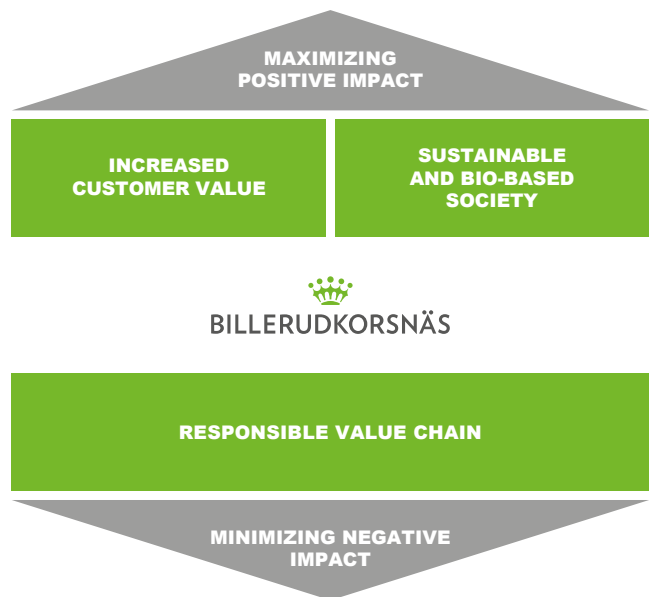 MAXIMIZING
POSITIVE IMPACT
INCREASED
CUSTOMER VALUE
SUSTAINABLE
AND BIO-BASED
SOCIETY
BILLERUDKORSNÄS
RESPONSIBLE VALUE CHAIN
MINIMIZING NEGATIVE
IMPACT